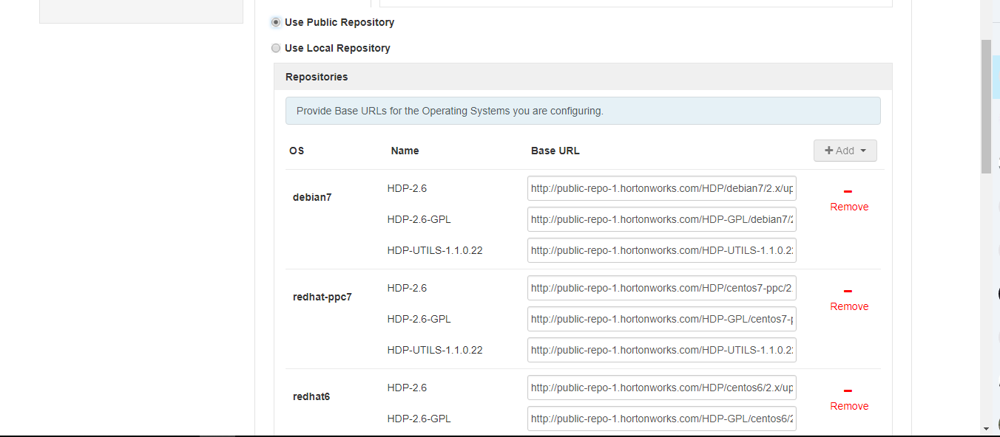 Use Public Repository
Use Local Repository
Repositories
Provide Base URLs for the Operating Systems you are configuring.
OS Name Base URL + Add
debian7
HDP-2.6 http://public-repo-1.hortonworks.com/HDP/debian7/2.x/up
HDP-2.6-GPL http://public-repo-1.hortonworks.com/HDP-GPL/debian7/2
HDP-UTILS-1.1.0.22 http://public-repo-1.hortonworks.com/HDP-UTILS-1.1.0.2
Remove
redhat-ppc7
HDP-2.6 http://public-repo-1.hortonworks.com/HDP/centos7-ppc/2
HDP-2.6-GPL http://public-repo-1.hortonworks.com/HDP-GPL/centos7-p
HDP-UTILS-1.1.0.22 http://public-repo-1.hortonworks.com/HDP-UTILS-1.1.0.2
Remove
redhat6
HDP-2.6 http://public-repo-1.hortonworks.com/HDP/centos6/2.x/up
HDP-2.6-GPL http://public-repo-1.hortonworks.com/HDP-GPL/centos6/2
Remove